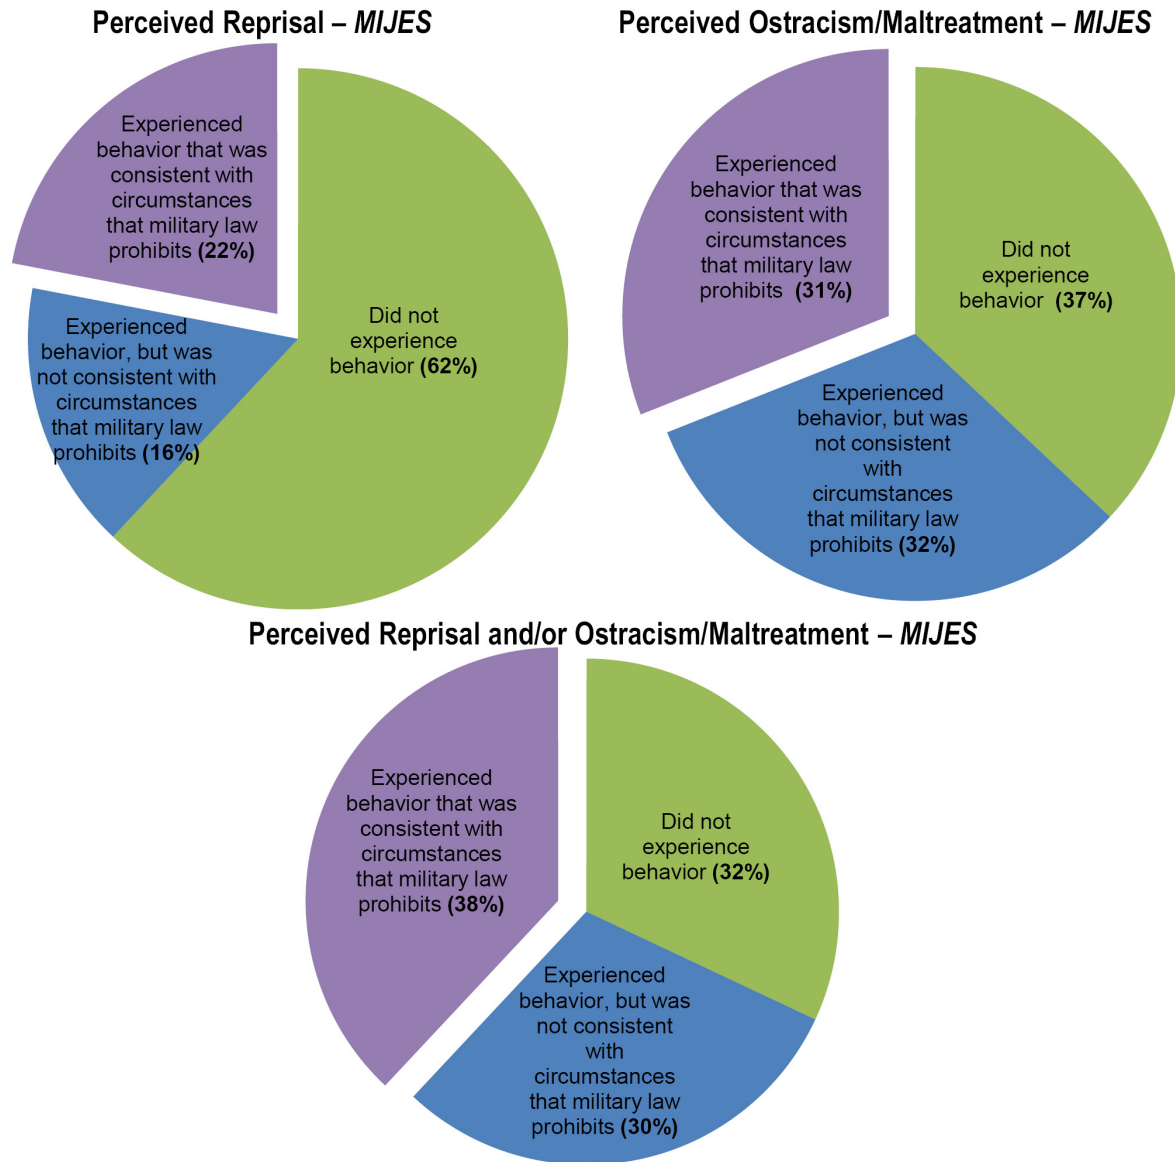 Perceived Reprisal – MIJES
Experienced
behavior that was
consistent with
circumstances
that military law
prohibits (22%)
Did not
experience
behavior (62%)
Experienced
behavior, but was
not consistent with
circumstances
that military law
prohibits (16%)
Perceived Ostracism/Maltreatment – MIJES
Experienced
behavior that was
consistent with
circumstances
that military law
prohibits (31%)
Did not
experience
behavior (37%)
Experienced
behavior, but was
not consistent
with
circumstances
that military law
prohibits (32%)
Perceived Reprisal and/or Ostracism/Maltreatment – MIJES
Experienced
behavior that was
consistent with
circumstances
that military law
prohibits (38%)
Did not
experience
behavior (32%)
Experienced
behavior, but was
not consistent
with
circumstances
that military law
prohibits (30%)